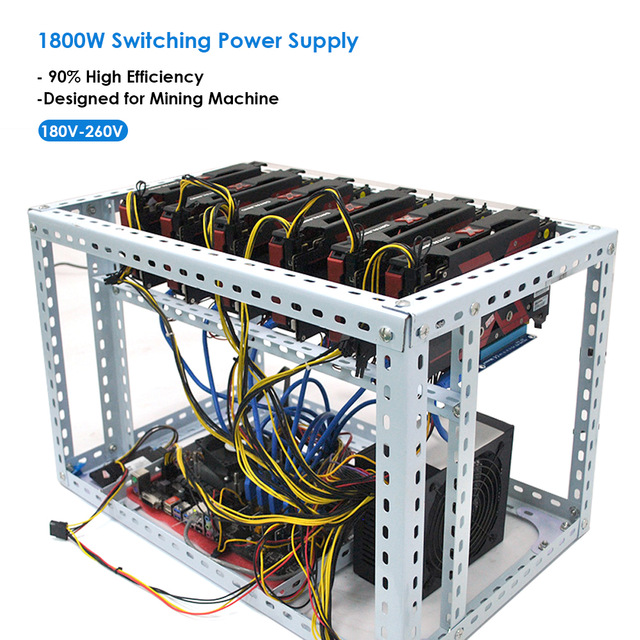 1800W Switching Power Supply
- 90% High Efficiency
-Designed for Mining Machine
180V-260V